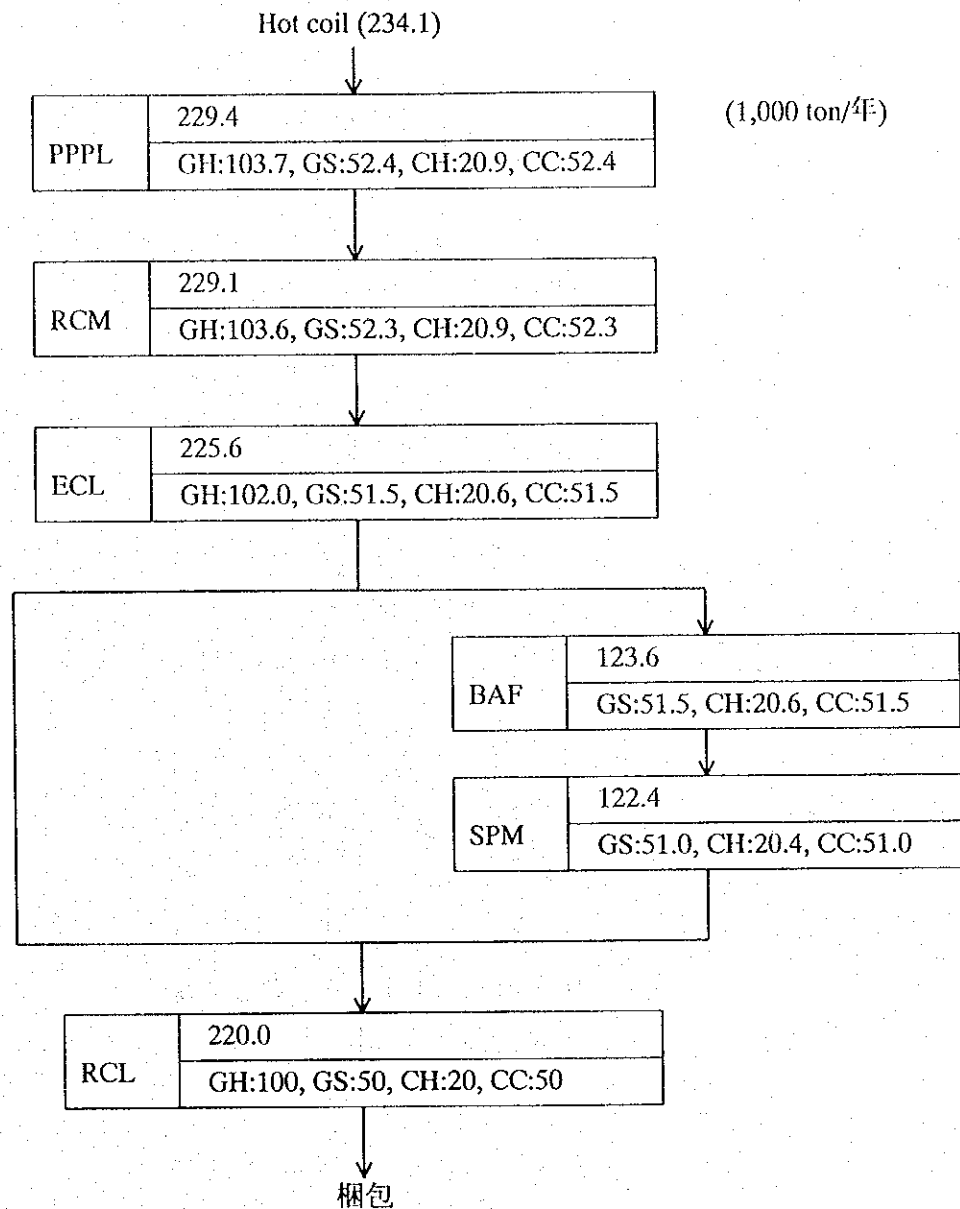 Hot coil (234.1)
(1,000 ton/年)
PPPL
229.4
GH:103.7, GS:52.4, CH:20.9, CC:52.4
RCM
229.1
GH:103.6, GS:52.3, CH:20.9, CC:52.3
ECL
225.6
GH:102.0, GS:51.5, CH:20.6, CC:51.5
BAF
123.6
GS:51.5, CH:20.6, CC:51.5
SPM
122.4
GS:51.0, CH:20.4, CC:51.0
RCL
220.0
GH:100, GS:50, CH:20, CC:50
梱包